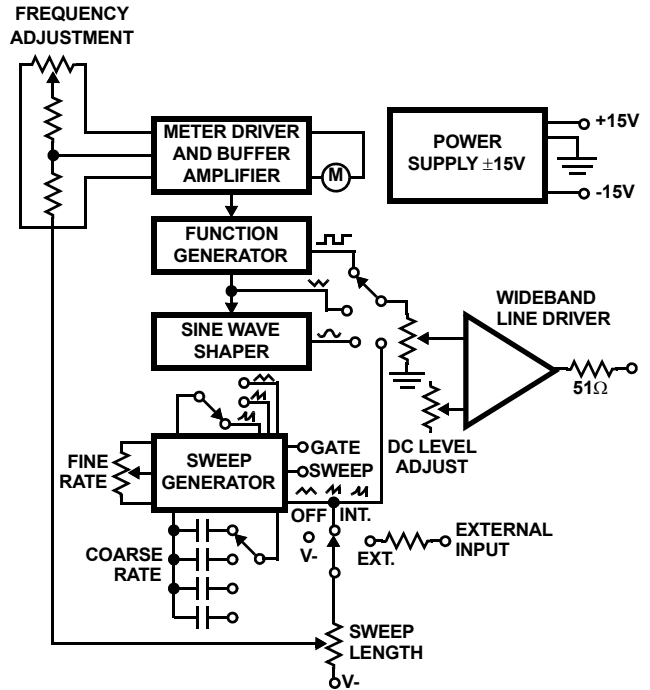 FREQUENCY
ADJUSTMENT
METER DRIVER
AND BUFFER
AMPLIFIER
M
POWER
SUPPLY ±15V
+15V
-15V
FUNCTION
GENERATOR
SINE WAVE
SHAPER
WIDEBAND
LINE DRIVER
51Ω
DC LEVEL
ADJUST
FINE
RATE
SWEEP
GENERATOR
GATE
SWEEP
OFF
INT.
V-
EXT.
EXTERNAL
INPUT
COARSE
RATE
SWEEP
LENGTH
V-